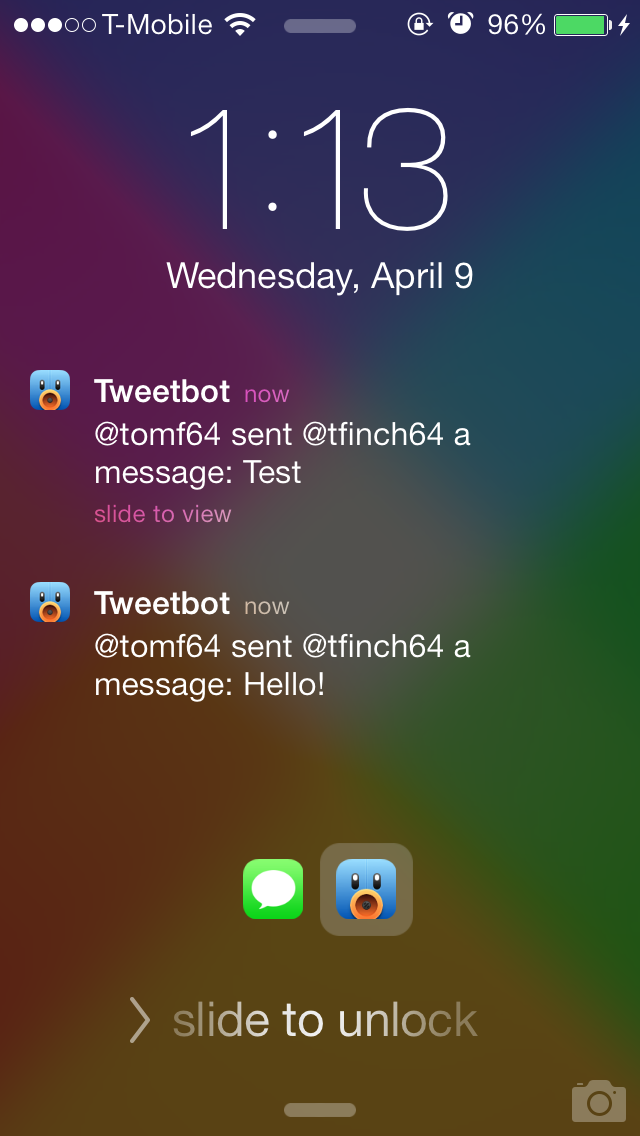 T-Mobile 96%
1:13
Wednesday, April 9
Tweetbot now
@tomf64 sent @tfinch64 a
message: Test
slide to view
Tweetbot now
@tomf64 sent @tfinch64 a
message: Hello!
slide to unlock